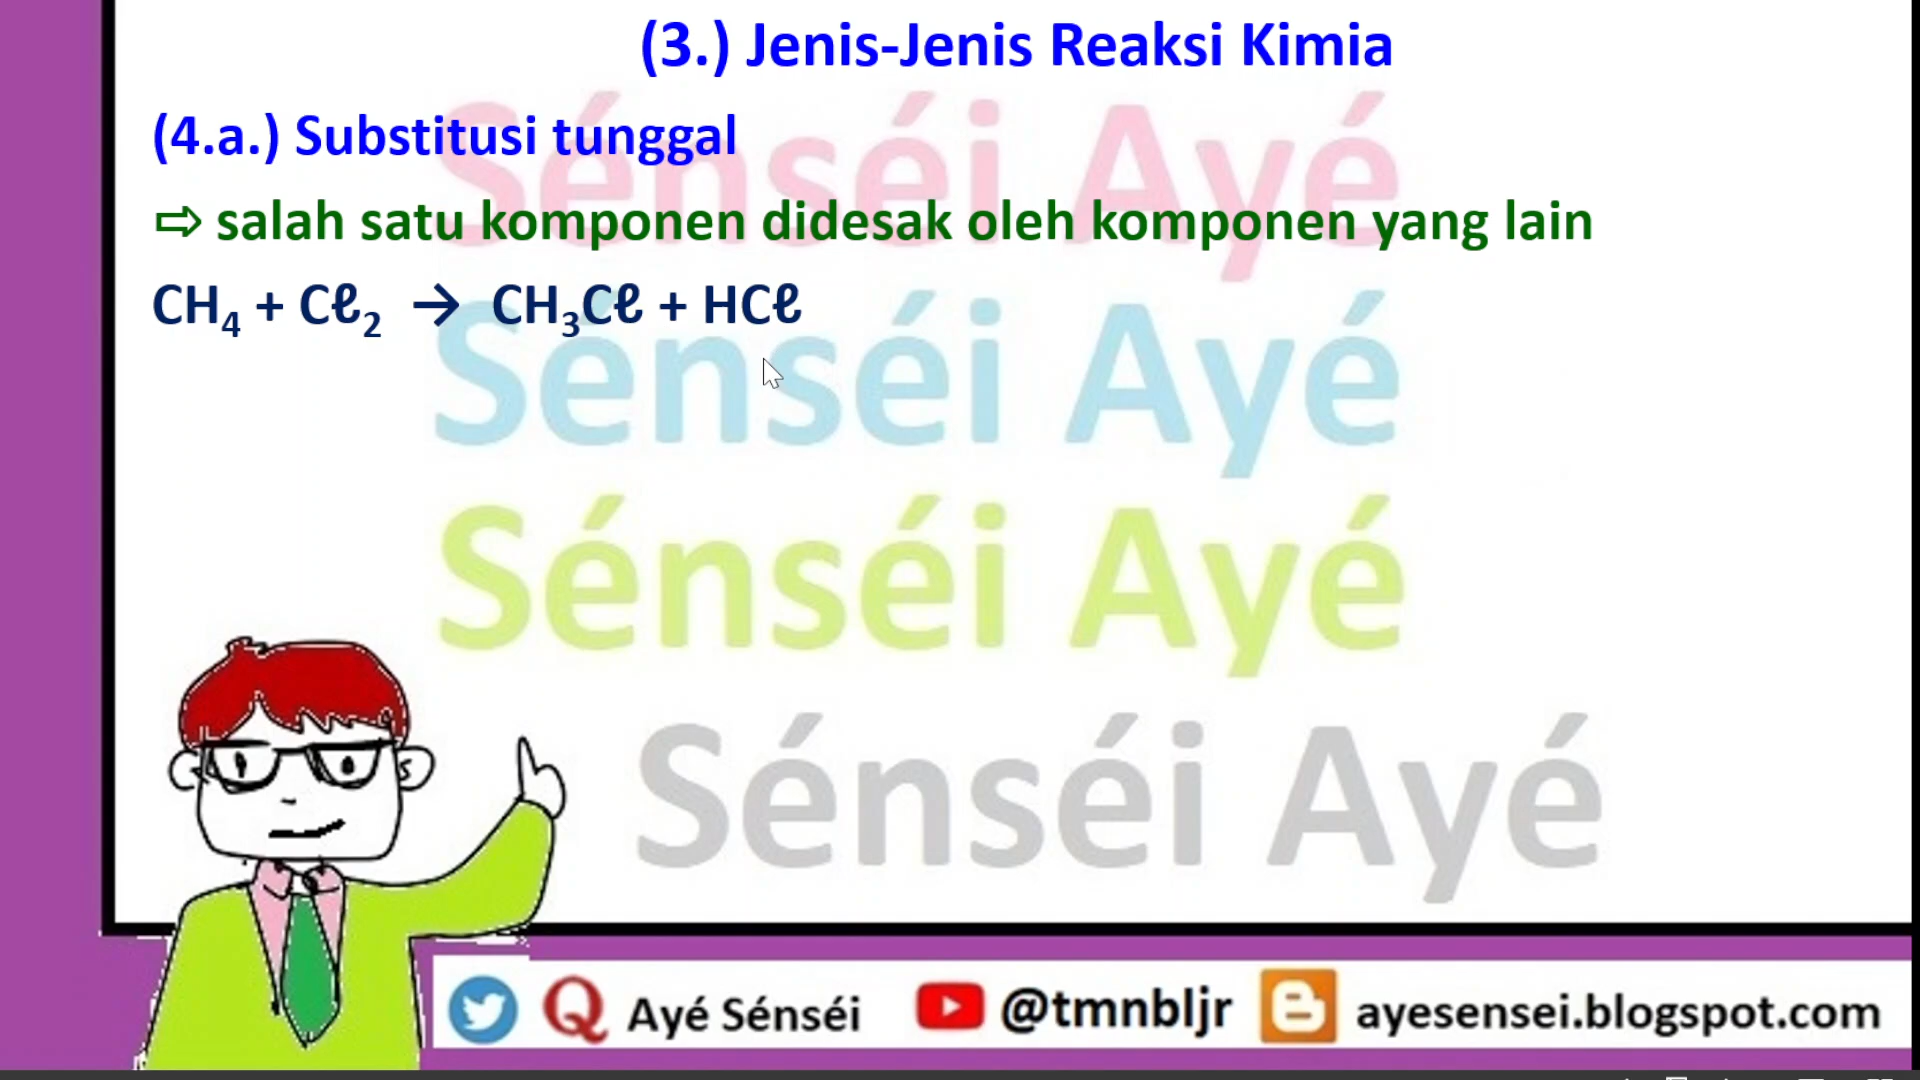 (3.) Jenis-Jenis Reaksi Kimia
(4.a.) Substitusi tunggal
⇨ salah satu komponen didesak oleh komponen yang lain
CH₄ + Cℓ₂ → CH₃Cℓ + HCℓ
Sénséi Ayé
Sénséi Ayé
Sénséi Ayé
Sénséi Ayé
Ayé Sénséi @tmnbljr ayesensei.blogspot.com